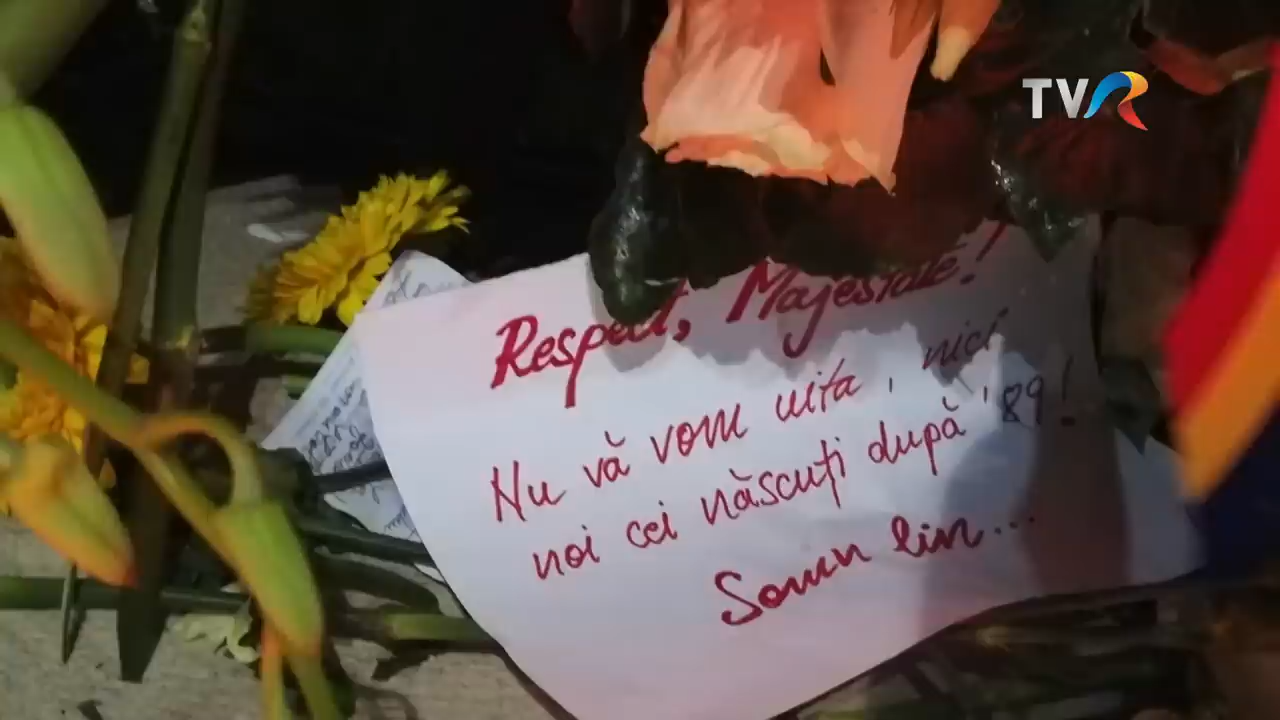 TVR
Respect, Majestate!
Nu vă vom uita, nici
noi cei născuți după '89!
Somn lin...